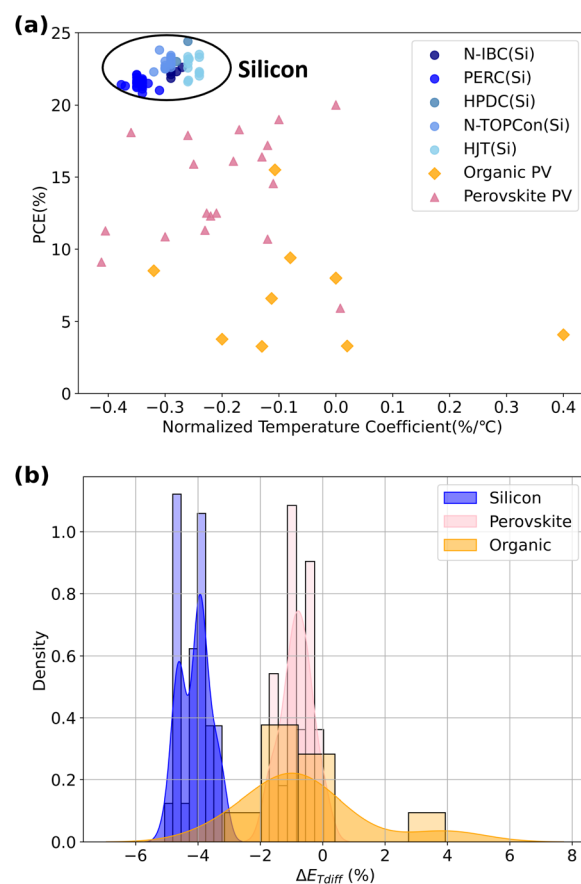 (a)
25
20
15
10
5
0
PCE(%)
Silicon
N-IBC(Si)
PERC(Si)
HPDC(Si)
N-TOPCon(Si)
HJT(Si)
Organic PV
Perovskite PV
−0.4 −0.3 −0.2 −0.1 0.0 0.1 0.2 0.3 0.4
Normalized Temperature Coefficient(%/℃)
(b)
1.0
0.8
0.6
0.4
0.2
0.0
Density
Silicon
Perovskite
Organic
−6 −4 −2 0 2 4 6 8
ΔE_Tdiff (%)